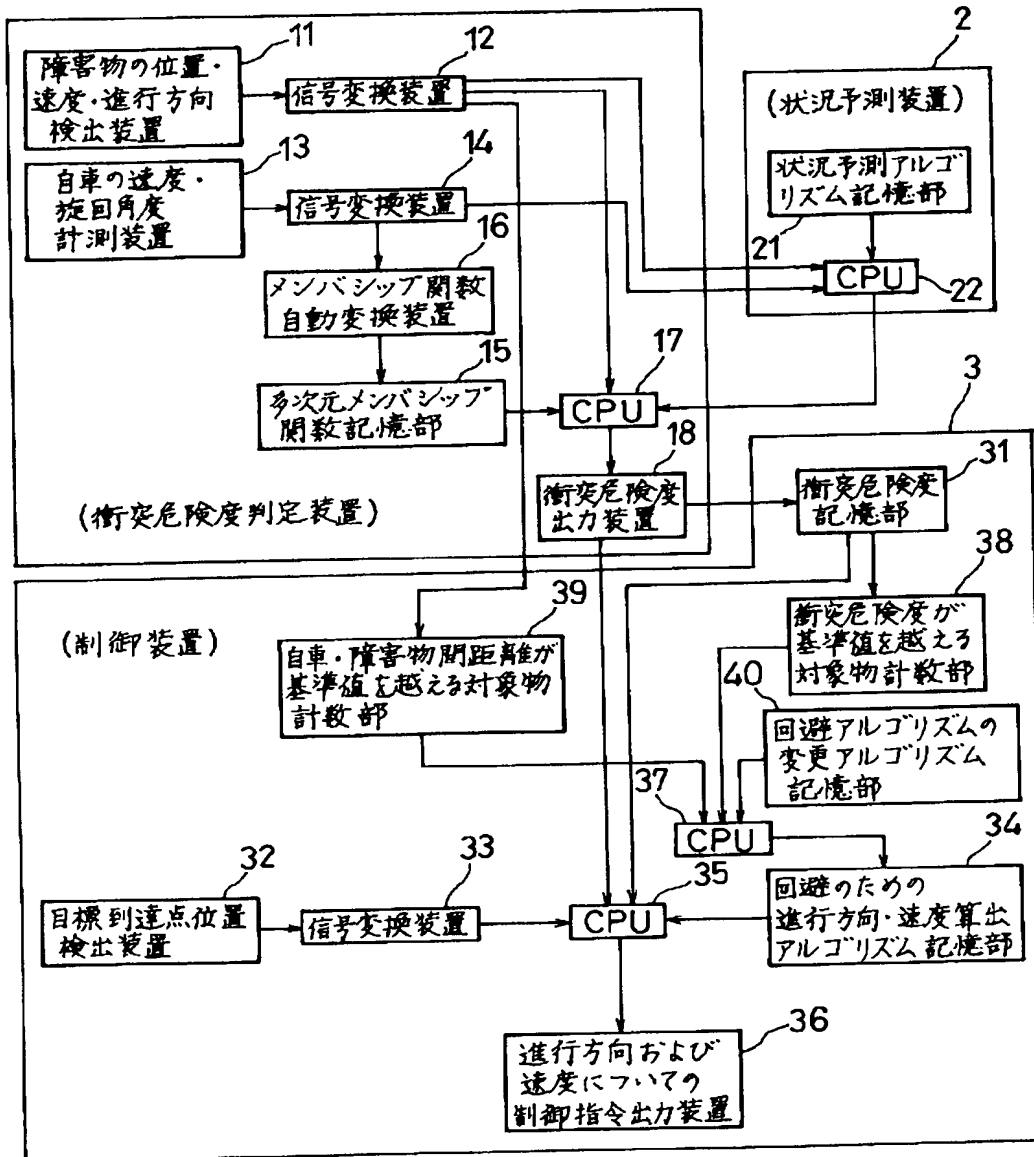 11
障害物の位置・
速度・進行方向
検出装置
12
信号変換装置
13
自車の速度・
旋回角度
計測装置
14
信号変換装置
16
メンバシップ関数
自動変換装置
15
多次元メンバシップ
関数記憶部
17
CPU
18
衝突危険度
出力装置
(衝突危険度判定装置)
2
(状況予測装置)
状況予測アルゴ
リズム記憶部
21
CPU
22
3
31
衝突危険度
記憶部
38
衝突危険度が
基準値を越える
対象物計数部
(制御装置)
39
自車・障害物間距離が
基準値を越える対象物
計数部
40
回避アルゴリズムの
変更アルゴリズム
記憶部
37
CPU
34
回避のための
進行方向・速度算出
アルゴリズム記憶部
32
目標到達点位置
検出装置
33
信号変換装置
35
CPU
36
進行方向および
速度についての
制御指令出力装置